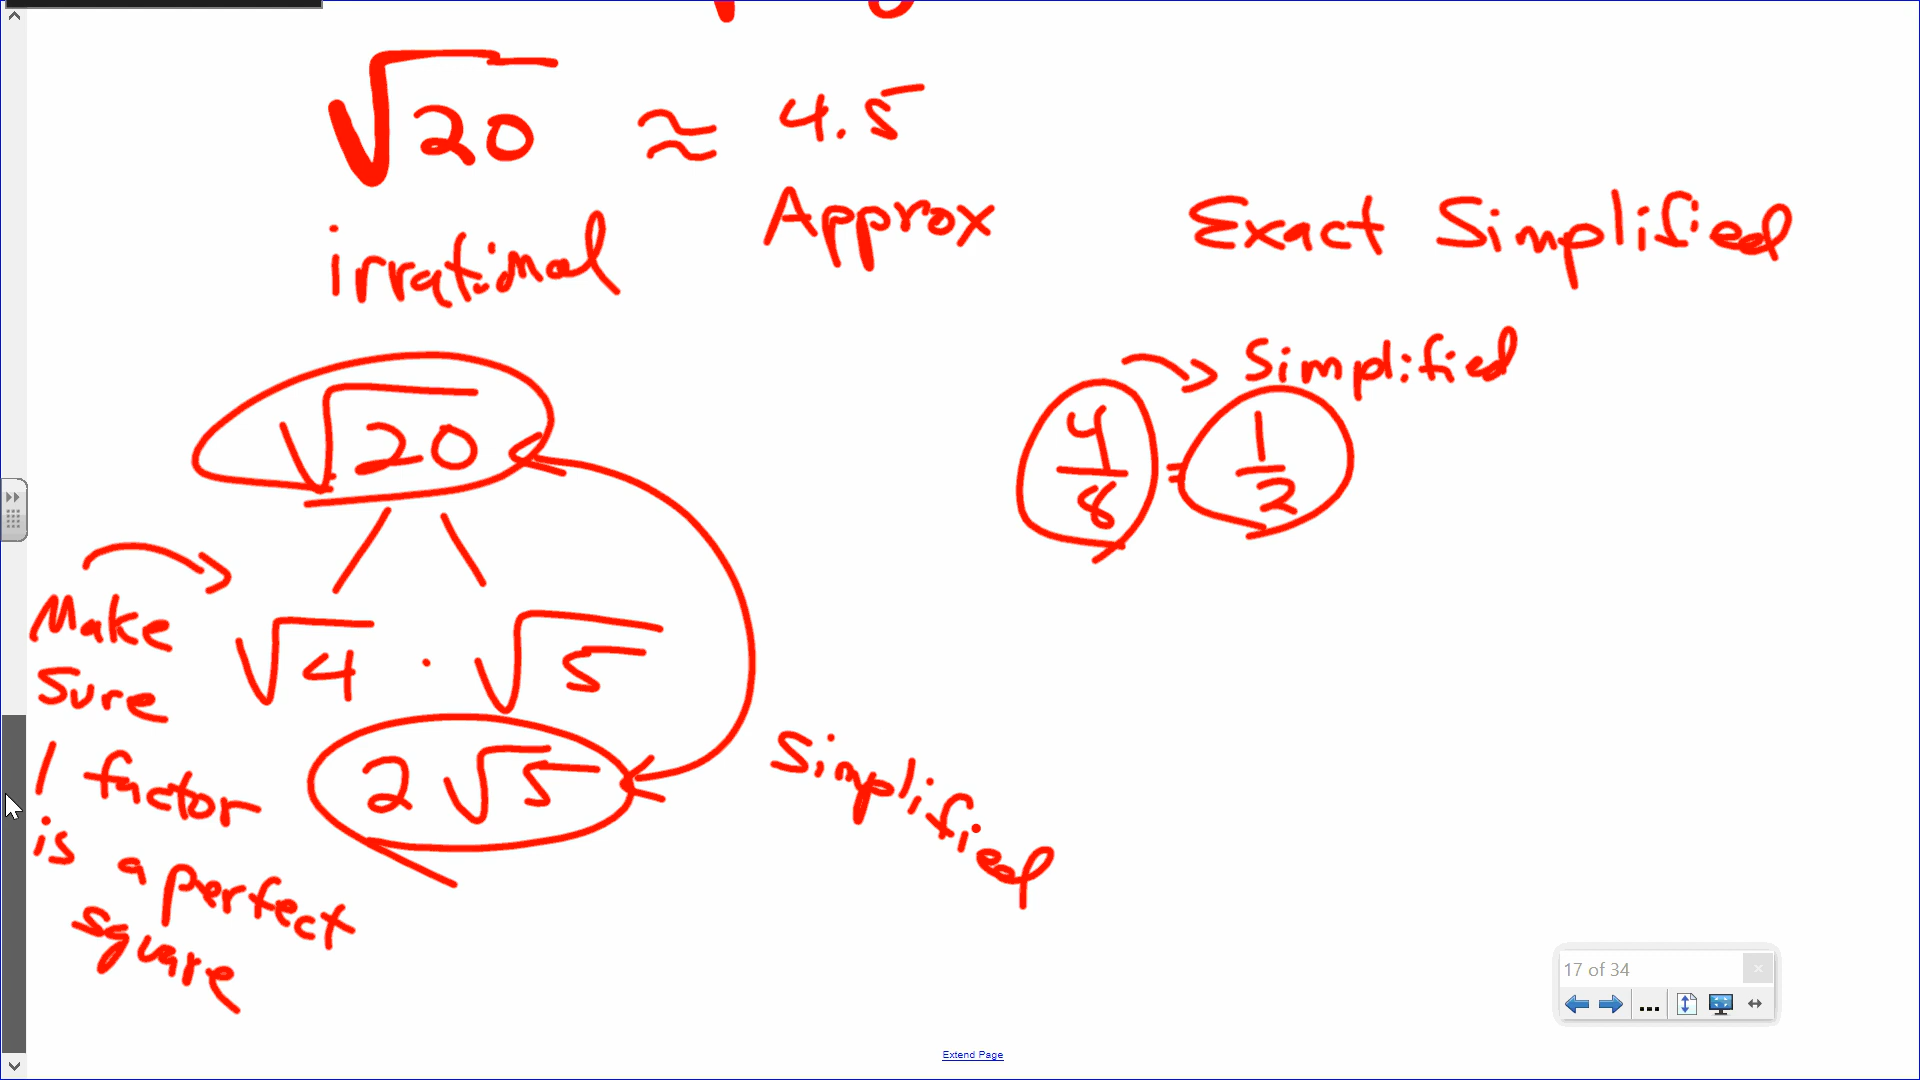 √20 ≈ 4.5
irrational
Approx
Exact Simplified
√20
4/8 = 1/2
Simplified
√4 · √5
2√5
Simplified
Make
Sure
1 factor
is a perfect
square
17 of 34
...
Extend Page